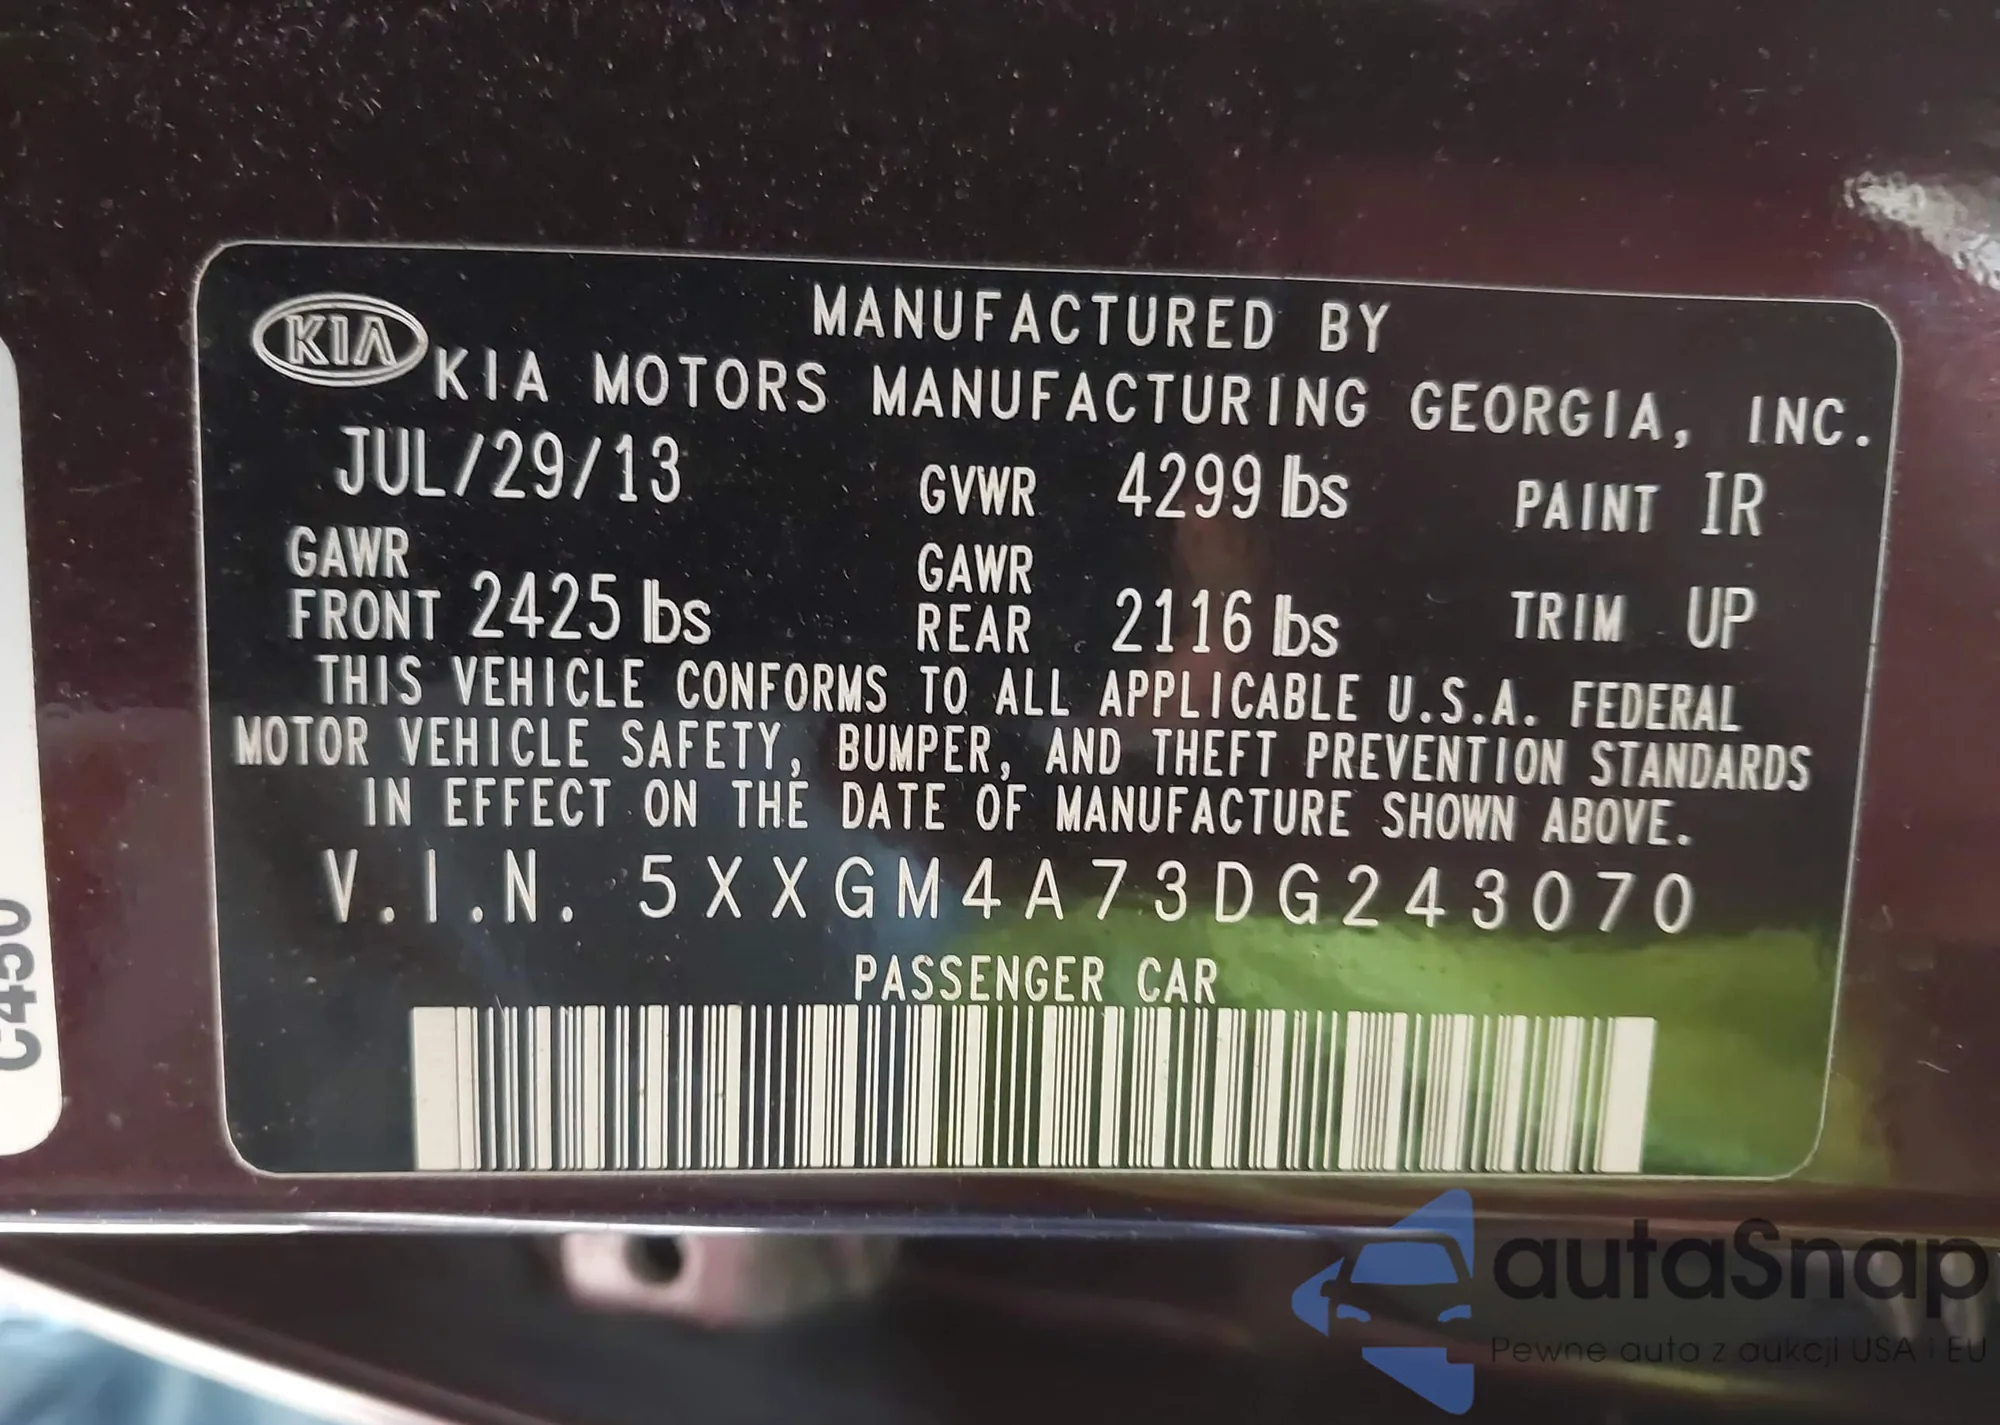 MANUFACTURED BY
KIA
KIA MOTORS MANUFACTURING GEORGIA, INC.
JUL/29/13 GVWR 4299 lbs PAINT IR
GAWR FRONT 2425 lbs GAWR REAR 2116 lbs TRIM UP
THIS VEHICLE CONFORMS TO ALL APPLICABLE U.S.A. FEDERAL
MOTOR VEHICLE SAFETY, BUMPER, AND THEFT PREVENTION STANDARDS
IN EFFECT ON THE DATE OF MANUFACTURE SHOWN ABOVE.
V.I.N. 5XXGM4A73DG243070
PASSENGER CAR
C450
autaSnap
Pewne auta z aukcji USA i EU